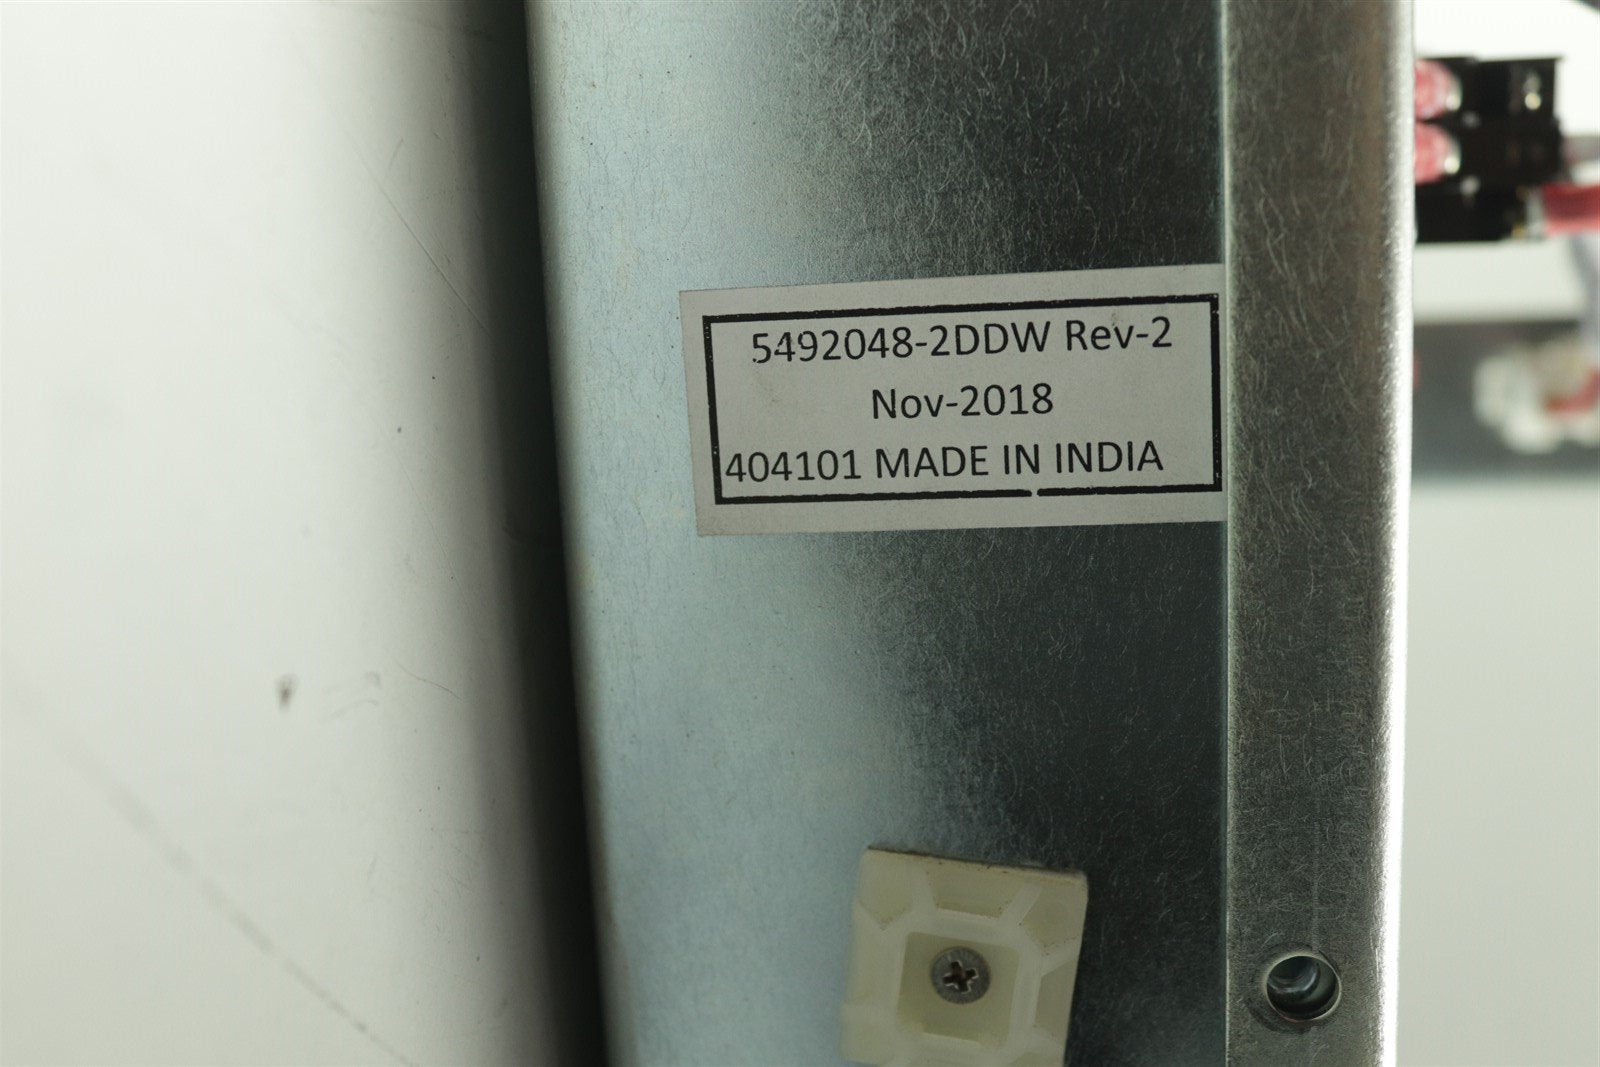 5492048-2DDW Rev-2
Nov-2018
404101 MADE IN INDIA